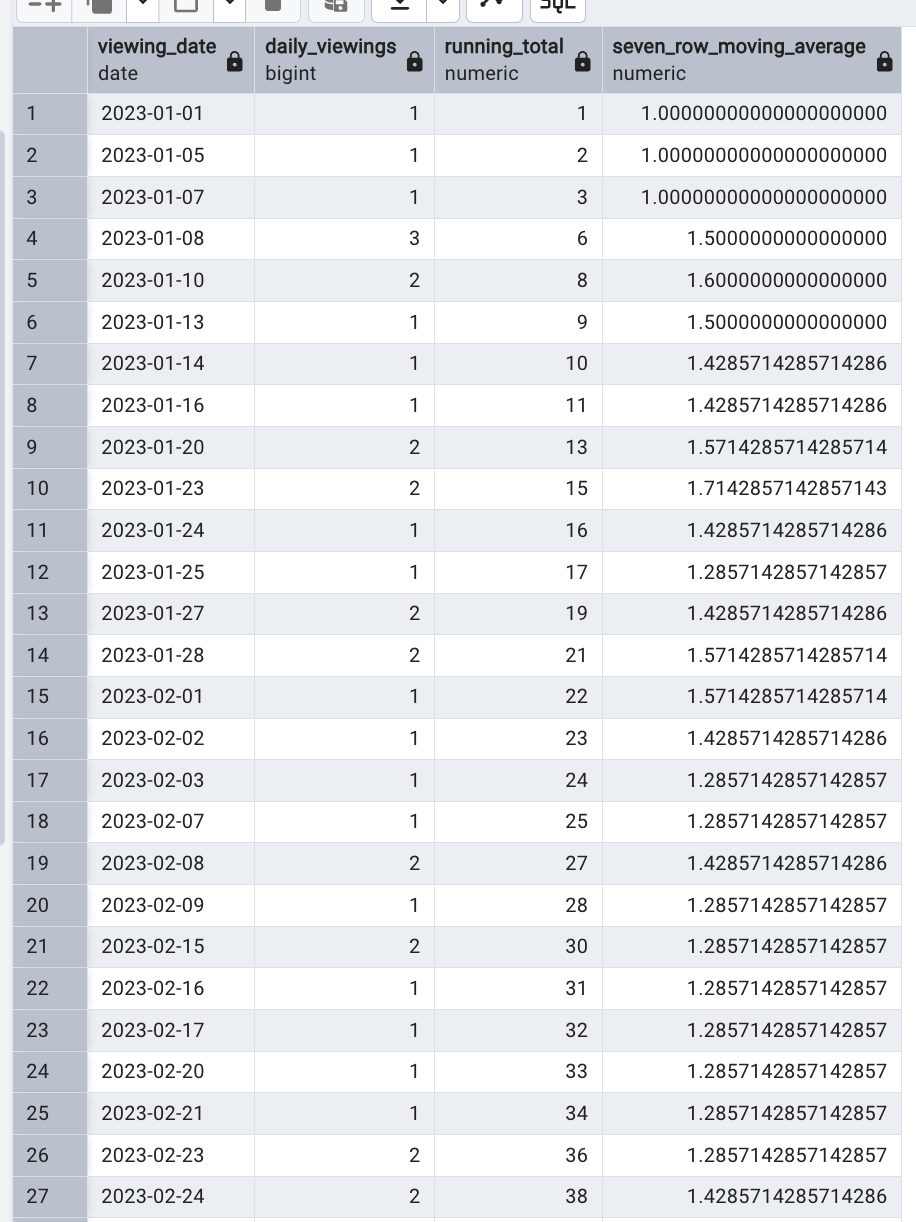 SQL
viewing_date daily_viewings running_total seven_row_moving_average
date bigint numeric numeric
1 2023-01-01 1 1 1.00000000000000000000
2 2023-01-05 1 2 1.00000000000000000000
3 2023-01-07 1 3 1.00000000000000000000
4 2023-01-08 3 6 1.5000000000000000
5 2023-01-10 2 8 1.6000000000000000
6 2023-01-13 1 9 1.5000000000000000
7 2023-01-14 1 10 1.4285714285714286
8 2023-01-16 1 11 1.4285714285714286
9 2023-01-20 2 13 1.5714285714285714
10 2023-01-23 2 15 1.7142857142857143
11 2023-01-24 1 16 1.4285714285714286
12 2023-01-25 1 17 1.2857142857142857
13 2023-01-27 2 19 1.4285714285714286
14 2023-01-28 2 21 1.5714285714285714
15 2023-02-01 1 22 1.5714285714285714
16 2023-02-02 1 23 1.4285714285714286
17 2023-02-03 1 24 1.2857142857142857
18 2023-02-07 1 25 1.2857142857142857
19 2023-02-08 2 27 1.4285714285714286
20 2023-02-09 1 28 1.2857142857142857
21 2023-02-15 2 30 1.2857142857142857
22 2023-02-16 1 31 1.2857142857142857
23 2023-02-17 1 32 1.2857142857142857
24 2023-02-20 1 33 1.2857142857142857
25 2023-02-21 1 34 1.2857142857142857
26 2023-02-23 2 36 1.2857142857142857
27 2023-02-24 2 38 1.4285714285714286